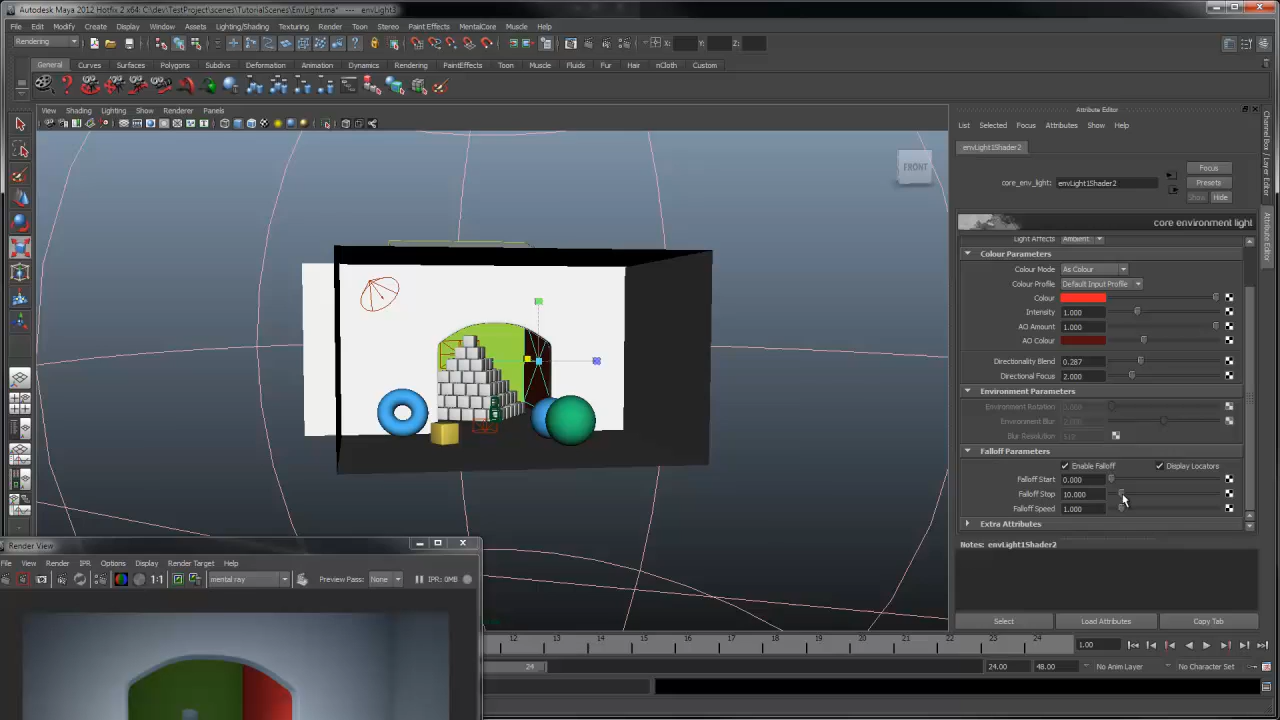 Autodesk Maya 2012 Hotfix 2 x64: C:\dev\TestProject\scenes\TutorialScenes\EnvLight.ma* --- envLight3
File Edit Modify Create Display Window Assets Lighting/Shading Texturing Render Toon Stereo Paint Effects MentalCore Muscle Help
Rendering X: Y: Z:
General Curves Surfaces Polygons Subdivs Deformation Animation Dynamics Rendering PaintEffects Toon Muscle Fluids Fur Hair nCloth Custom
View Shading Lighting Show Renderer Panels
FRONT
Attribute Editor
List Selected Focus Attributes Show Help
envLight1Shader2
Focus
core_env_light: envLight1Shader2 Presets
Show Hide
core environment light
Light Affects Ambient
Colour Parameters
Colour Mode As Colour
Colour Profile Default Input Profile
Colour
Intensity 1.000
AO Amount 1.000
AO Colour
Directionality Blend 0.287
Directional Focus 2.000
Environment Parameters
Environment Rotation
Environment Blur
Blur Resolution 512
Falloff Parameters
Enable Falloff Display Locators
Falloff Start 0.000
Falloff Stop 10.000
Falloff Speed 1.000
Extra Attributes
Notes: envLight1Shader2
Select Load Attributes Copy Tab
Channel Box / Layer Editor
Attribute Editor
Render View
File View Render IPR Options Display Render Target Help
1:1 mental ray Preview Pass: None IPR: 0MB
12 13 14 15 16 17 18 19 20 21 22 23 24 1.00
24 24.00 48.00 No Anim Layer No Character Set